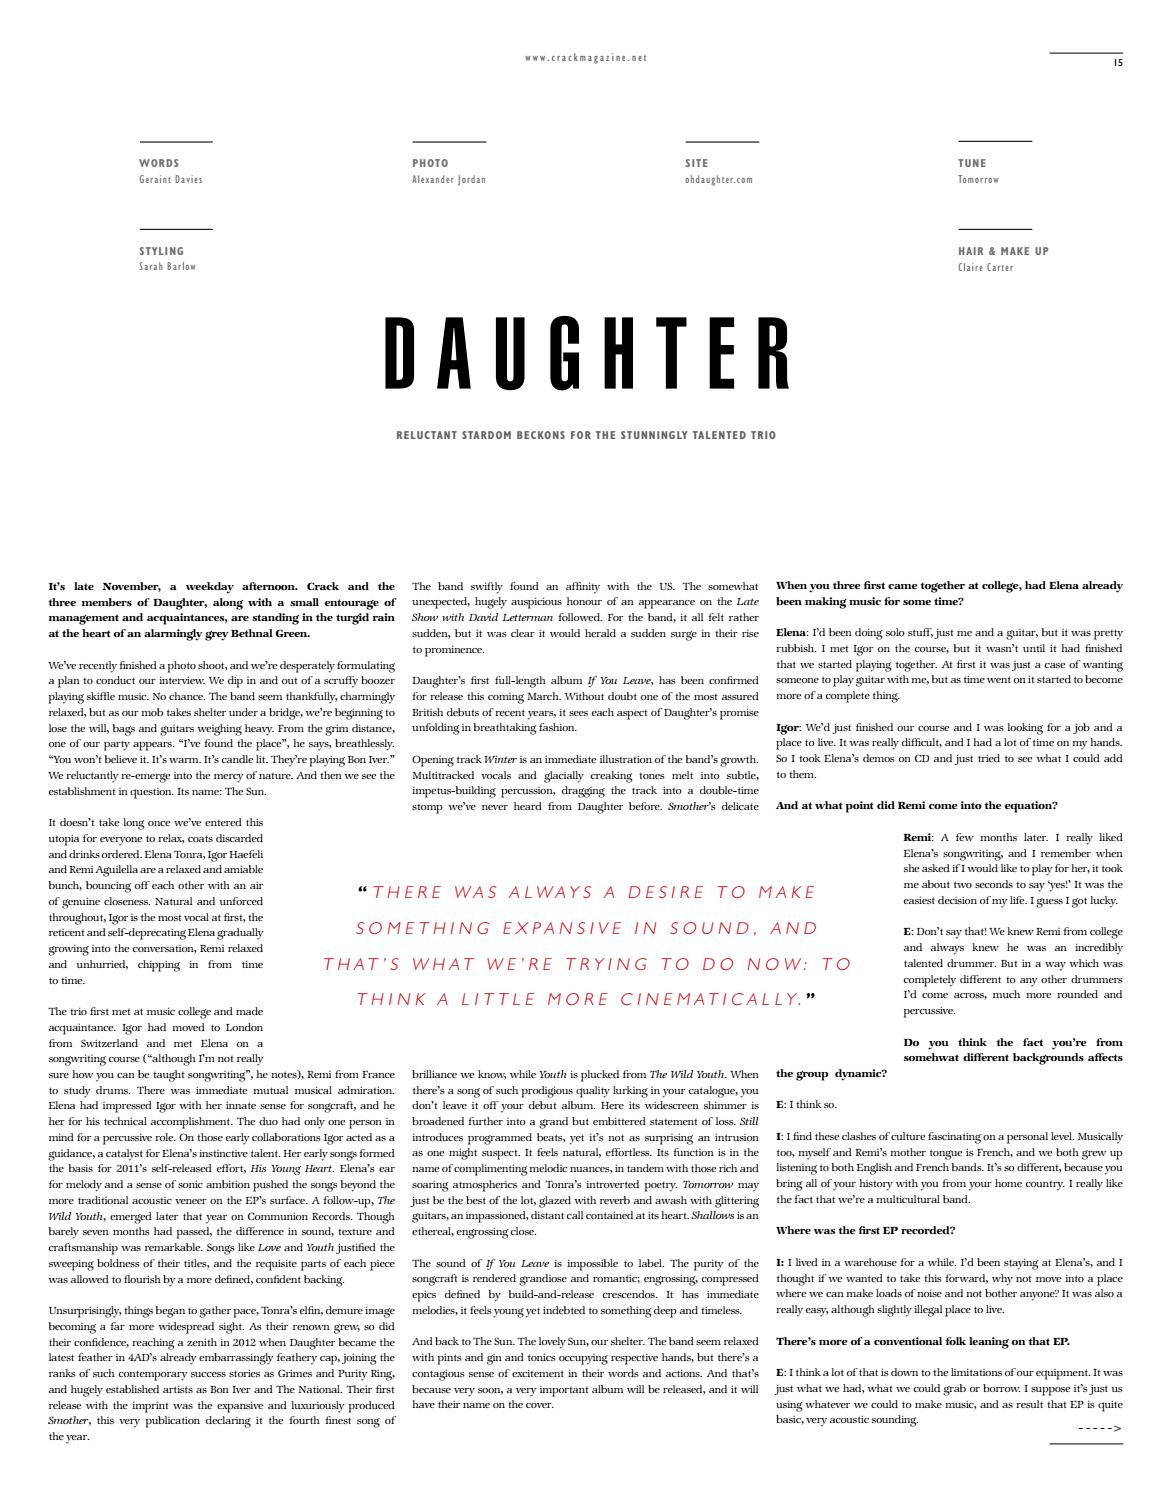 www.crackmagazine.net
15
WORDS
Geraint Davies
PHOTO
Alexander Jordan
SITE
ohdaughter.com
TUNE
Tomorrow
STYLING
Sarah Barlow
HAIR & MAKE UP
Claire Carter
DAUGHTER
RELUCTANT STARDOM BECKONS FOR THE STUNNINGLY TALENTED TRIO
It's late November, a weekday afternoon. Crack and the
three members of Daughter, along with a small entourage of
management and acquaintances, are standing in the turgid rain
at the heart of an alarmingly grey Bethnal Green.
We've recently finished a photo shoot, and we're desperately formulating
a plan to conduct our interview. We dip in and out of a scruffy boozer
playing skiffle music. No chance. The band seem thankfully, charmingly
relaxed, but as our mob takes shelter under a bridge, we're beginning to
lose the will, bags and guitars weighing heavy. From the grim distance,
one of our party appears. “I've found the place”, he says, breathlessly.
“You won't believe it. It's warm. It's candle lit. They're playing Bon Iver.”
We reluctantly re-emerge into the mercy of nature. And then we see the
establishment in question. Its name: The Sun.
It doesn't take long once we've entered this
utopia for everyone to relax, coats discarded
and drinks ordered. Elena Tonra, Igor Haefeli
and Remi Aguilella are a relaxed and amiable
bunch, bouncing off each other with an air
of genuine closeness. Natural and unforced
throughout, Igor is the most vocal at first, the
reticent and self-deprecating Elena gradually
growing into the conversation, Remi relaxed
and unhurried, chipping in from time
to time.
The trio first met at music college and made
acquaintance. Igor had moved to London
from Switzerland and met Elena on a
songwriting course (“although I'm not really
sure how you can be taught songwriting”, he notes), Remi from France
to study drums. There was immediate mutual musical admiration.
Elena had impressed Igor with her innate sense for songcraft, and he
her for his technical accomplishment. The duo had only one person in
mind for a percussive role. On those early collaborations Igor acted as a
guidance, a catalyst for Elena's instinctive talent. Her early songs formed
the basis for 2011's self-released effort, His Young Heart. Elena's ear
for melody and a sense of sonic ambition pushed the songs beyond the
more traditional acoustic veneer on the EP's surface. A follow-up, The
Wild Youth, emerged later that year on Communion Records. Though
barely seven months had passed, the difference in sound, texture and
craftsmanship was remarkable. Songs like Love and Youth justified the
sweeping boldness of their titles, and the requisite parts of each piece
was allowed to flourish by a more defined, confident backing.
Unsurprisingly, things began to gather pace, Tonra's elfin, demure image
becoming a far more widespread sight. As their renown grew, so did
their confidence, reaching a zenith in 2012 when Daughter became the
latest feather in 4AD's already embarrassingly feathery cap, joining the
ranks of such contemporary success stories as Grimes and Purity Ring,
and hugely established artists as Bon Iver and The National. Their first
release with the imprint was the expansive and luxuriously produced
Smother, this very publication declaring it the fourth finest song of
the year.
The band swiftly found an affinity with the US. The somewhat
unexpected, hugely auspicious honour of an appearance on the Late
Show with David Letterman followed. For the band, it all felt rather
sudden, but it was clear it would herald a sudden surge in their rise
to prominence.
Daughter's first full-length album If You Leave, has been confirmed
for release this coming March. Without doubt one of the most assured
British debuts of recent years, it sees each aspect of Daughter's promise
unfolding in breathtaking fashion.
Opening track Winter is an immediate illustration of the band's growth.
Multitracked vocals and glacially creaking tones melt into subtle,
impetus-building percussion, dragging the track into a double-time
stomp we've never heard from Daughter before. Smother's delicate
“THERE WAS ALWAYS A DESIRE TO MAKE
SOMETHING EXPANSIVE IN SOUND, AND
THAT'S WHAT WE'RE TRYING TO DO NOW: TO
THINK A LITTLE MORE CINEMATICALLY.”
brilliance we know, while Youth is plucked from The Wild Youth. When
there's a song of such prodigious quality lurking in your catalogue, you
don't leave it off your debut album. Here its widescreen shimmer is
broadened further into a grand but embittered statement of loss. Still
introduces programmed beats, yet it's not as surprising an intrusion
as one might suspect. It feels natural, effortless. Its function is in the
name of complimenting melodic nuances, in tandem with those rich and
soaring atmospherics and Tonra's introverted poetry. Tomorrow may
just be the best of the lot, glazed with reverb and awash with glittering
guitars, an impassioned, distant call contained at its heart. Shallows is an
ethereal, engrossing close.
The sound of If You Leave is impossible to label. The purity of the
songcraft is rendered grandiose and romantic; engrossing, compressed
epics defined by build-and-release crescendos. It has immediate
melodies, it feels young yet indebted to something deep and timeless.
And back to The Sun. The lovely Sun, our shelter. The band seem relaxed
with pints and gin and tonics occupying respective hands, but there's a
contagious sense of excitement in their words and actions. And that's
because very soon, a very important album will be released, and it will
have their name on the cover.
When you three first came together at college, had Elena already
been making music for some time?
Elena: I'd been doing solo stuff, just me and a guitar, but it was pretty
rubbish. I met Igor on the course, but it wasn't until it had finished
that we started playing together. At first it was just a case of wanting
someone to play guitar with me, but as time went on it started to become
more of a complete thing.
Igor: We'd just finished our course and I was looking for a job and a
place to live. It was really difficult, and I had a lot of time on my hands.
So I took Elena's demos on CD and just tried to see what I could add
to them.
And at what point did Remi come into the equation?
Remi: A few months later. I really liked
Elena's songwriting, and I remember when
she asked if I would like to play for her, it took
me about two seconds to say ‘yes!’ It was the
easiest decision of my life. I guess I got lucky.
E: Don't say that! We knew Remi from college
and always knew he was an incredibly
talented drummer. But in a way which was
completely different to any other drummers
I'd come across, much more rounded and
percussive.
Do you think the fact you're from
somehwat different backgrounds affects
the group dynamic?
E: I think so.
I: I find these clashes of culture fascinating on a personal level. Musically
too, myself and Remi's mother tongue is French, and we both grew up
listening to both English and French bands. It's so different, because you
bring all of your history with you from your home country. I really like
the fact that we're a multicultural band.
Where was the first EP recorded?
I: I lived in a warehouse for a while. I'd been staying at Elena's, and I
thought if we wanted to take this forward, why not move into a place
where we can make loads of noise and not bother anyone? It was also a
really easy, although slightly illegal place to live.
There's more of a conventional folk leaning on that EP.
E: I think a lot of that is down to the limitations of our equipment. It was
just what we had, what we could grab or borrow. I suppose it's just us
using whatever we could to make music, and as result that EP is quite
basic, very acoustic sounding.
----->